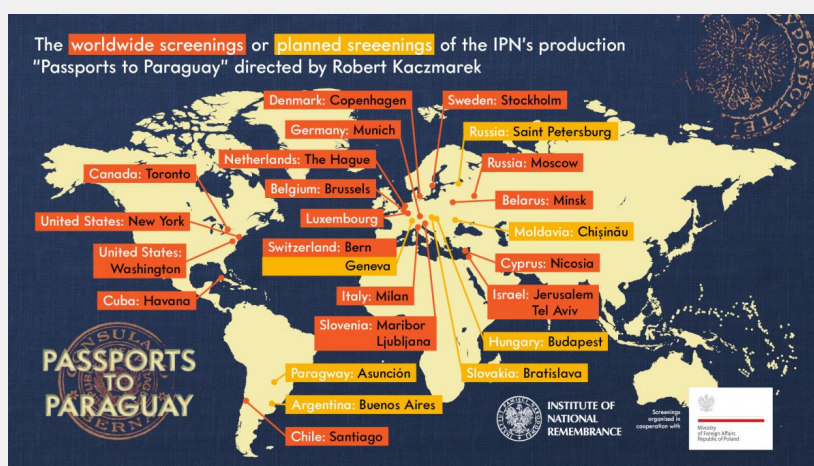 The worldwide screenings or planned sreeenings of the IPN's production
"Passports to Paraguay" directed by Robert Kaczmarek
Denmark: Copenhagen
Sweden: Stockholm
Germany: Munich
Russia: Saint Petersburg
Netherlands: The Hague
Russia: Moscow
Canada: Toronto
Belgium: Brussels
Belarus: Minsk
United States: New York
Luxembourg
Moldavia: Chișinău
United States:
Washington
Switzerland: Bern
Geneva
Cyprus: Nicosia
Cuba: Havana
Italy: Milan
Israel: Jerusalem
Tel Aviv
Slovenia: Maribor
Ljubljana
Hungary: Budapest
Paragway: Asunción
Slovakia: Bratislava
Argentina: Buenos Aires
Chile: Santiago
PASSPORTS
TO
PARAGUAY
INSTITUTE OF
NATIONAL
REMEMBRANCE
Screenings
organized in
cooperation with
Ministry
of Foreign Affairs
Republic of Poland